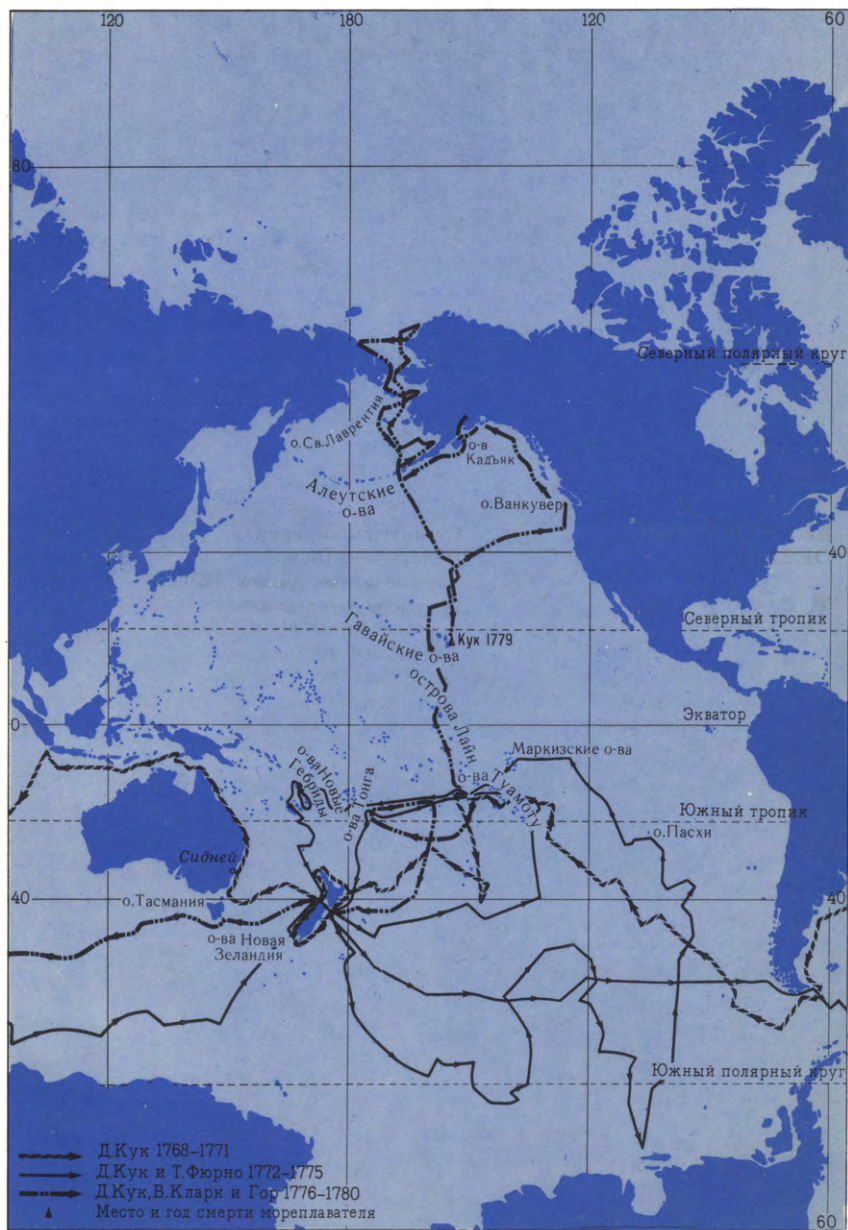 120
180
120
60
80
Северный полярный круг
о.Св.Лаврентия
о-в
Кадъяк
Алеутские
о-ва
о.Ванкувер
40
Северный тропик
Кук 1779
Гавайские о-ва
острова Лайн
0
Экватор
Маркизские о-ва
о-ва Новые
Гебриды
о-ва Тонга
о-ва Туамоту
Южный тропик
о.Пасхи
Сидней
40
40
о.Тасмания
о-ва Новая
Зеландия
Южный полярный круг
Д.Кук 1768-1771
Д.Кук и Т.Фюрно 1772-1775
Д.Кук, В.Кларк и Гор 1776-1780
Место и год смерти мореплавателя
60